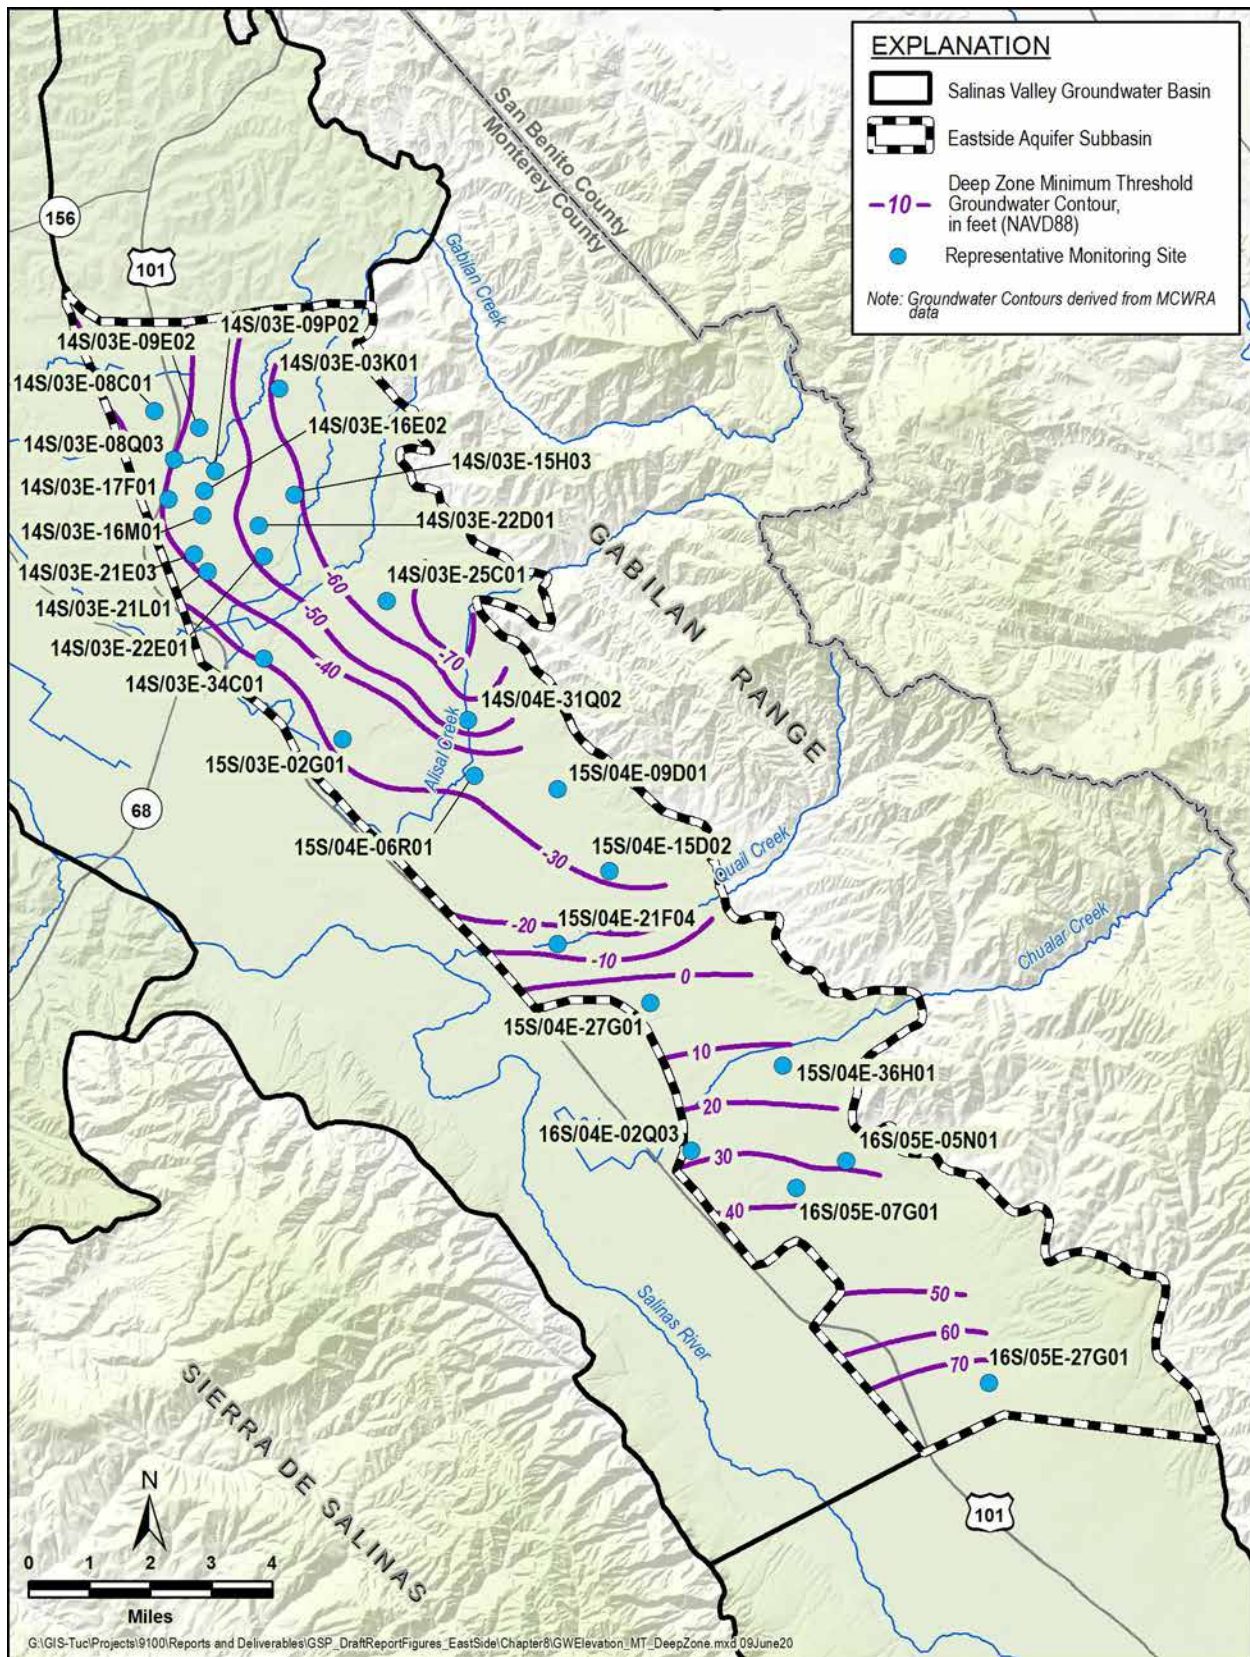 EXPLANATION
Salinas Valley Groundwater Basin
Eastside Aquifer Subbasin
-10
Deep Zone Minimum Threshold
Groundwater Contour,
in feet (NAVD88)
Representative Monitoring Site
Note: Groundwater Contours derived from MCWRA
data
San Benito County
Monterey County
156
101
Gabilan Creek
14S/03E-09P02
14S/03E-09E02
14S/03E-03K01
14S/03E-08C01
14S/03E-16E02
14S/03E-08Q03
14S/03E-15H03
14S/03E-17F01
14S/03E-22D01
14S/03E-16M01
GABILAN
RANGE
14S/03E-21E03
14S/03E-25C01
-60
14S/03E-21L01
-50
14S/03E-22E01
-40
-70
14S/03E-34C01
14S/04E-31Q02
Alisal Creek
15S/03E-02G01
15S/04E-09D01
68
15S/04E-06R01
15S/04E-15D02
-30
Quail Creek
-20
15S/04E-21F04
Chualar Creek
-10
0
15S/04E-27G01
10
15S/04E-36H01
20
16S/04E-02Q03
16S/05E-05N01
30
40
16S/05E-07G01
50
Salinas River
60
16S/05E-27G01
70
SIERRA DE SALINAS
101
N
0 1 2 3 4
Miles
G:\GIS-Tuc\Projects\9100\Reports and Deliverables\GSP_DraftReportFigures_EastSide\Chapter8\GWElevation_MT_DeepZone.mxd 09June20